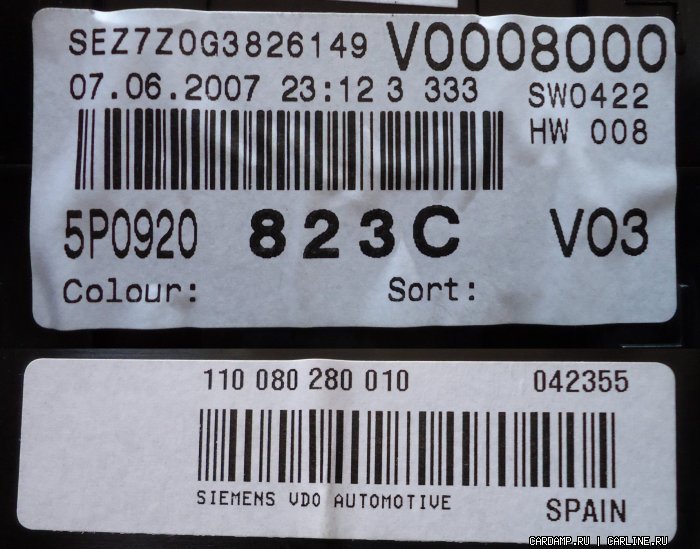 SEZ7Z0G3826149 V0008000
07.06.2007 23:12 3 333 SW0422
HW 008
5P0920 823C V03
Colour: Sort:
110 080 280 010 042355
SIEMENS VDO AUTOMOTIVE
SPAIN
CARDAMP.RU | CARLINE.RU